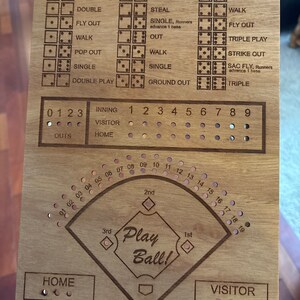 DOUBLE
FLY OUT
WALK
POP OUT
SINGLE
DOUBLE PLAY
STEAL
SINGLE, Runners
advance 1 base
OUT
WALK
SINGLE
GROUND OUT
WALK
FLY OUT
TRIPLE PLAY
STRIKE OUT
SAC FLY, Runners
advance 1 base
TRIPLE
0 1 2 3
OUTS
INNING 1 2 3 4 5 6 7 8 9
VISITOR
HOME
2nd
3rd
1st
Play
Ball!
HOME
VISITOR